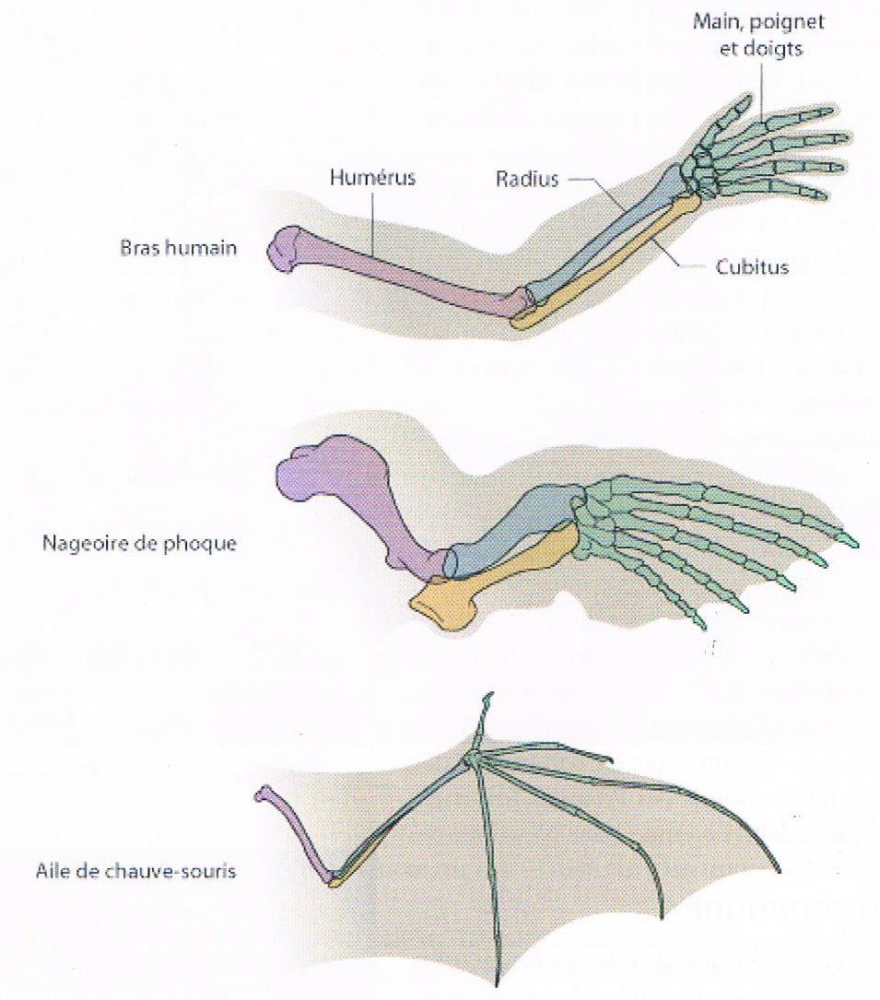 Main, poignet
et doigts
Humérus
Radius
Bras humain
Cubitus
Nageoire de phoque
Aile de chauve-souris